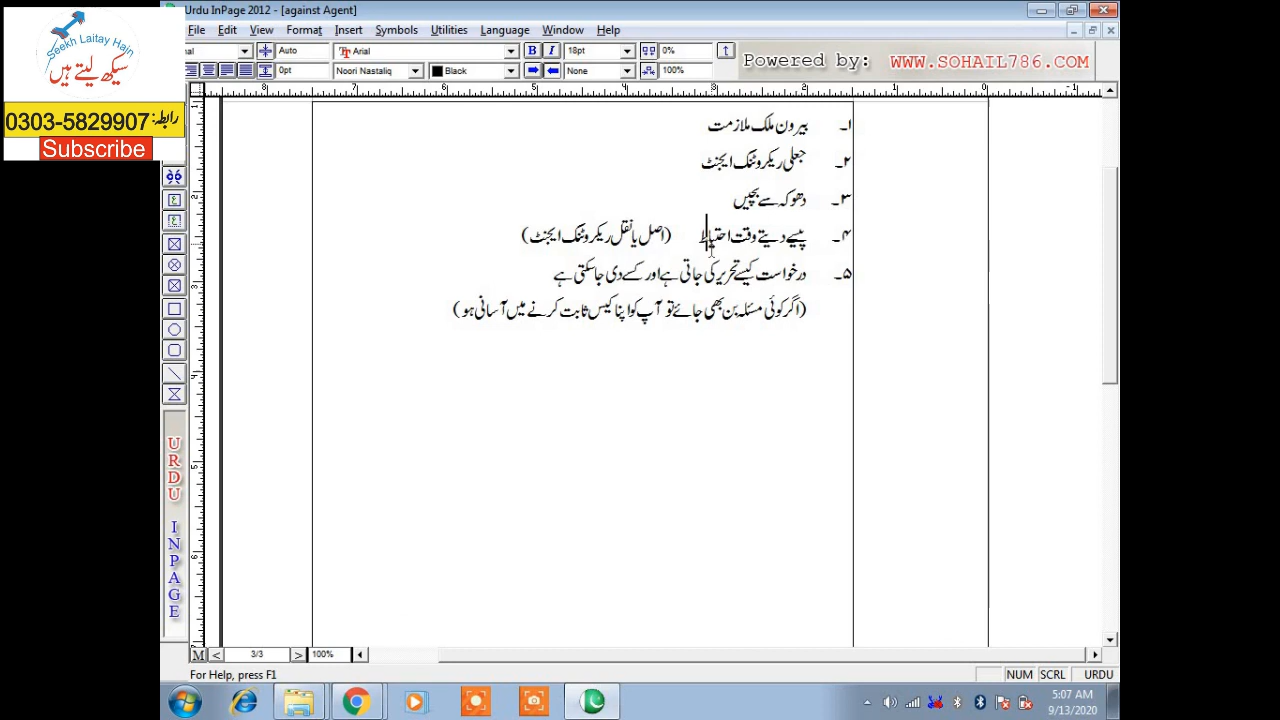 Urdu InPage 2012 - [against Agent]
File Edit View Format Insert Symbols Utilities Language Window Help
Auto Arial B I 18pt 0%
0pt Noori Nastaliq Black None 100%
Powered by: WWW.SOHAIL786.COM
Seekh Laitay Hain
سیکھ لیتے ہیں
رابطہ: 0303-5829907
Subscribe
۱۔ بیرون ملک ملازمت
۲۔ جعلی ریکروٹنگ ایجنٹ
۳۔ دھوکہ سے بچیں
۴۔ پیسے دیتے وقت احتیاط (اصل یا نقل ریکروٹنگ ایجنٹ)
۵۔ درخواست کیسے تحریر کی جاتی ہے اور کسے دی جاسکتی ہے
(اگر کوئی مسئلہ بن بھی جائے تو آپ کو اپنا کیس ثابت کرنے میں آسانی ہو)
URDU INPAGE
M < 3/3 > 100%
For Help, press F1 NUM SCRL URDU
5:07 AM
9/13/2020